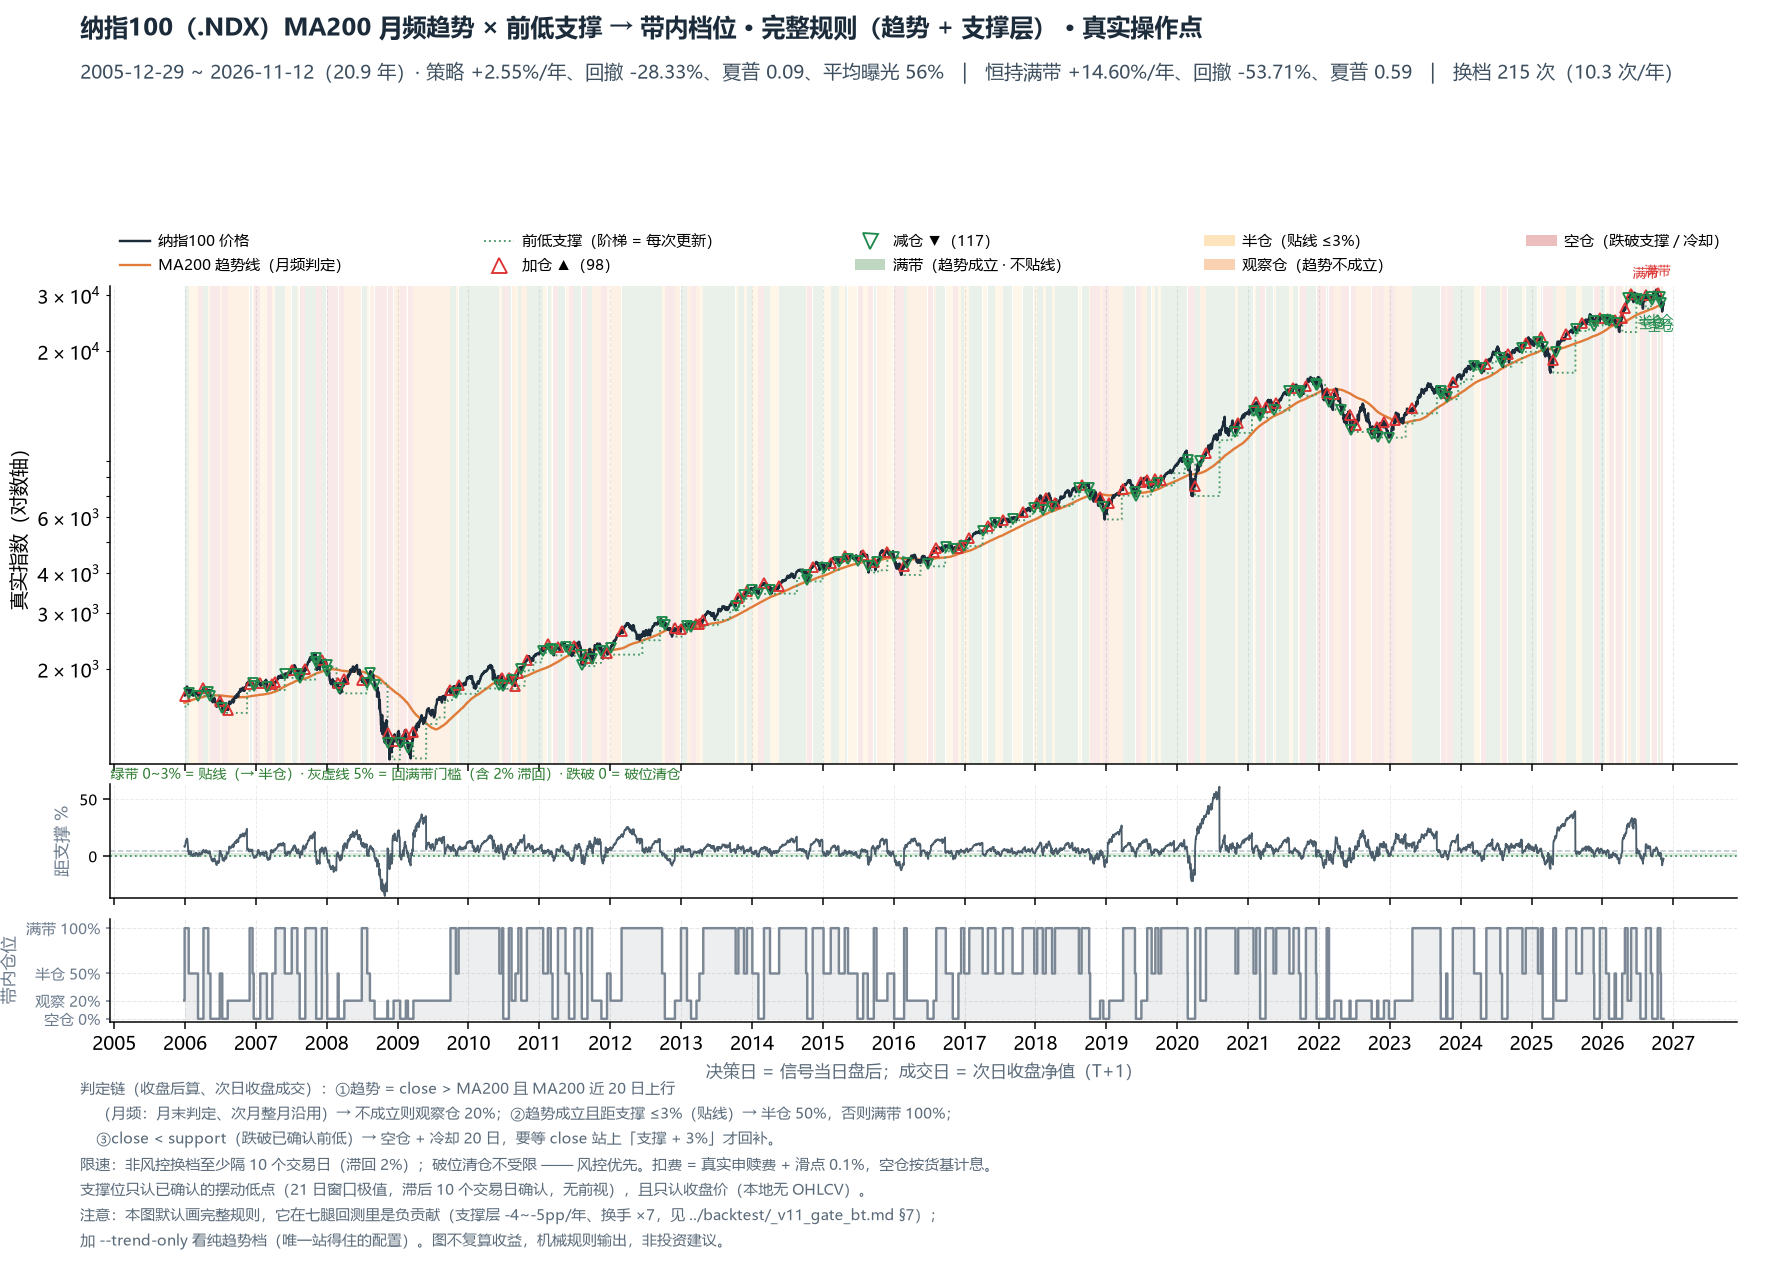 纳指100（.NDX）MA200 月频趋势 × 前低支撑 → 带内档位 • 完整规则（趋势 + 支撑层） • 真实操作点
2005-12-29 ~ 2026-11-12（20.9 年）· 策略 +2.55%/年、回撤 -28.33%、夏普 0.09、平均曝光 56% | 恒持满带 +14.60%/年、回撤 -53.71%、夏普 0.59 | 换档 215 次（10.3 次/年）
纳指100 价格
MA200 趋势线（月频判定）
前低支撑（阶梯 = 每次更新）
加仓 ▲（98）
减仓 ▼（117）
满带（趋势成立 · 不贴线）
半仓（贴线 ≤3%）
观察仓（趋势不成立）
空仓（跌破支撑 / 冷却）
满带
3 × 10⁴
2 × 10⁴
6 × 10³
4 × 10³
3 × 10³
2 × 10³
真实指数（对数轴）
绿带 0~3% = 贴线（→ 半仓）· 灰虚线 5% = 回满带门槛（含 2% 滞回）· 跌破 0 = 破位清仓
50
0
距支撑 %
满带 100%
半仓 50%
观察 20%
空仓 0%
带内仓位
2005 2006 2007 2008 2009 2010 2011 2012 2013 2014 2015 2016 2017 2018 2019 2020 2021 2022 2023 2024 2025 2026 2027
决策日 = 信号当日盘后；成交日 = 次日收盘净值（T+1）
判定链（收盘后算、次日收盘成交）：①趋势 = close > MA200 且 MA200 近 20 日上行
（月频：月末判定、次月整月沿用）→ 不成立则观察仓 20%；②趋势成立且距支撑 ≤3%（贴线）→ 半仓 50%，否则满带 100%；
③close < support（跌破已确认前低）→ 空仓 + 冷却 20 日，要等 close 站上「支撑 + 3%」才回补。
限速：非风控换档至少隔 10 个交易日（滞回 2%）；破位清仓不受限 —— 风控优先。扣费 = 真实申赎费 + 滑点 0.1%，空仓按货基计息。
支撑位只认已确认的摆动低点（21 日窗口极值，滞后 10 个交易日确认，无前视），且只认收盘价（本地无 OHLCV）。
注意：本图默认画完整规则，它在七腿回测里是负贡献（支撑层 -4~-5pp/年、换手 ×7，见 ../backtest/_v11_gate_bt.md §7）；
加 --trend-only 看纯趋势档（唯一站得住的配置）。图不复算收益，机械规则输出，非投资建议。